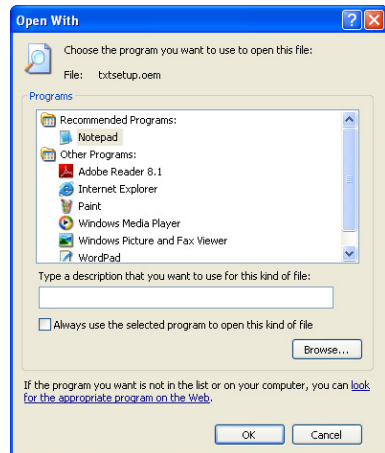 Open With
Choose the program you want to use to open this file:
File: txtsetup.oem
Programs
Recommended Programs:
Notepad
Other Programs:
Adobe Reader 8.1
Internet Explorer
Paint
Windows Media Player
Windows Picture and Fax Viewer
WordPad
Type a description that you want to use for this kind of file:
Always use the selected program to open this kind of file
Browse...
If the program you want is not in the list or on your computer, you can look
for the appropriate program on the Web.
OK Cancel